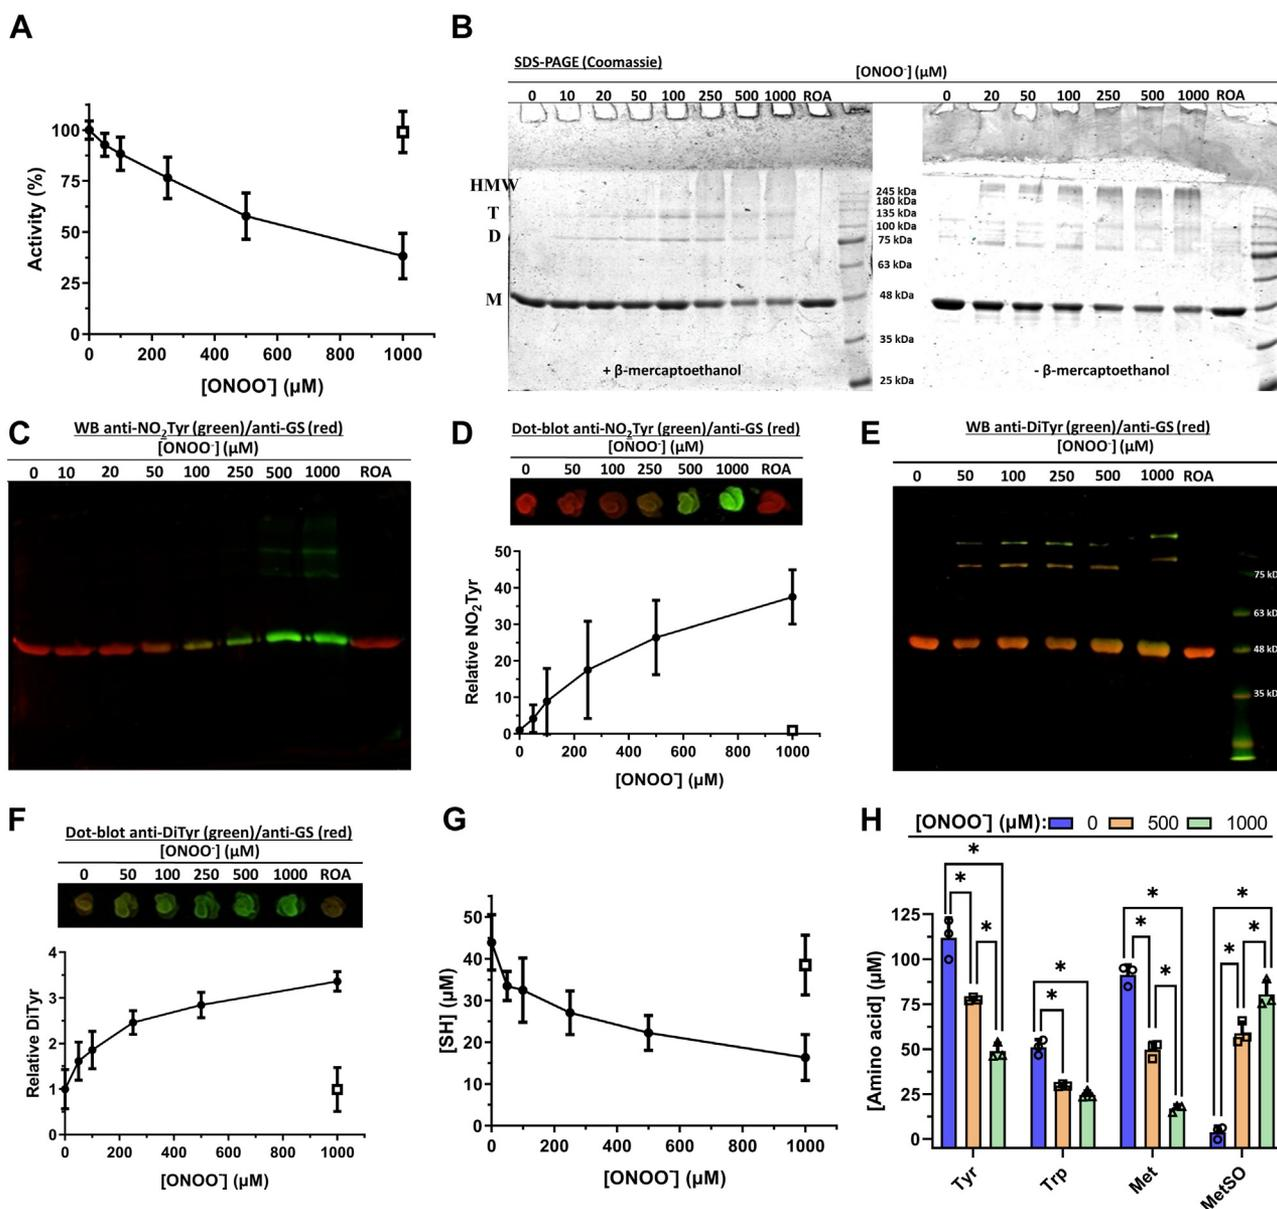 A
Activity (%)
100
75
50
25
0
0 200 400 600 800 1000
[ONOO⁻] (µM)
B
SDS-PAGE (Coomassie)
[ONOO⁻] (µM)
0 10 20 50 100 250 500 1000 ROA
0 20 50 100 250 500 1000 ROA
HMW
T
D
M
245 kDa
180 kDa
135 kDa
100 kDa
75 kDa
63 kDa
48 kDa
35 kDa
25 kDa
+ β-mercaptoethanol
- β-mercaptoethanol
C
WB anti-NO₂Tyr (green)/anti-GS (red)
[ONOO⁻] (µM)
0 10 20 50 100 250 500 1000 ROA
D
Dot-blot anti-NO₂Tyr (green)/anti-GS (red)
[ONOO⁻] (µM)
0 50 100 250 500 1000 ROA
Relative NO₂Tyr
50
40
30
20
10
0
0 200 400 600 800 1000
[ONOO⁻] (µM)
E
WB anti-DiTyr (green)/anti-GS (red)
[ONOO⁻] (µM)
0 50 100 250 500 1000 ROA
75 kD
63 kD
48 kD
35 kD
F
Dot-blot anti-DiTyr (green)/anti-GS (red)
[ONOO⁻] (µM)
0 50 100 250 500 1000 ROA
Relative DiTyr
4
3
2
1
0
0 200 400 600 800 1000
[ONOO⁻] (µM)
G
[SH] (µM)
50
40
30
20
10
0
0 200 400 600 800 1000
[ONOO⁻] (µM)
H
[ONOO⁻] (µM): 0 500 1000
[Amino acid] (µM)
125
100
75
50
25
0
* * *
* *
* * *
* * *
Tyr Trp Met MetSO